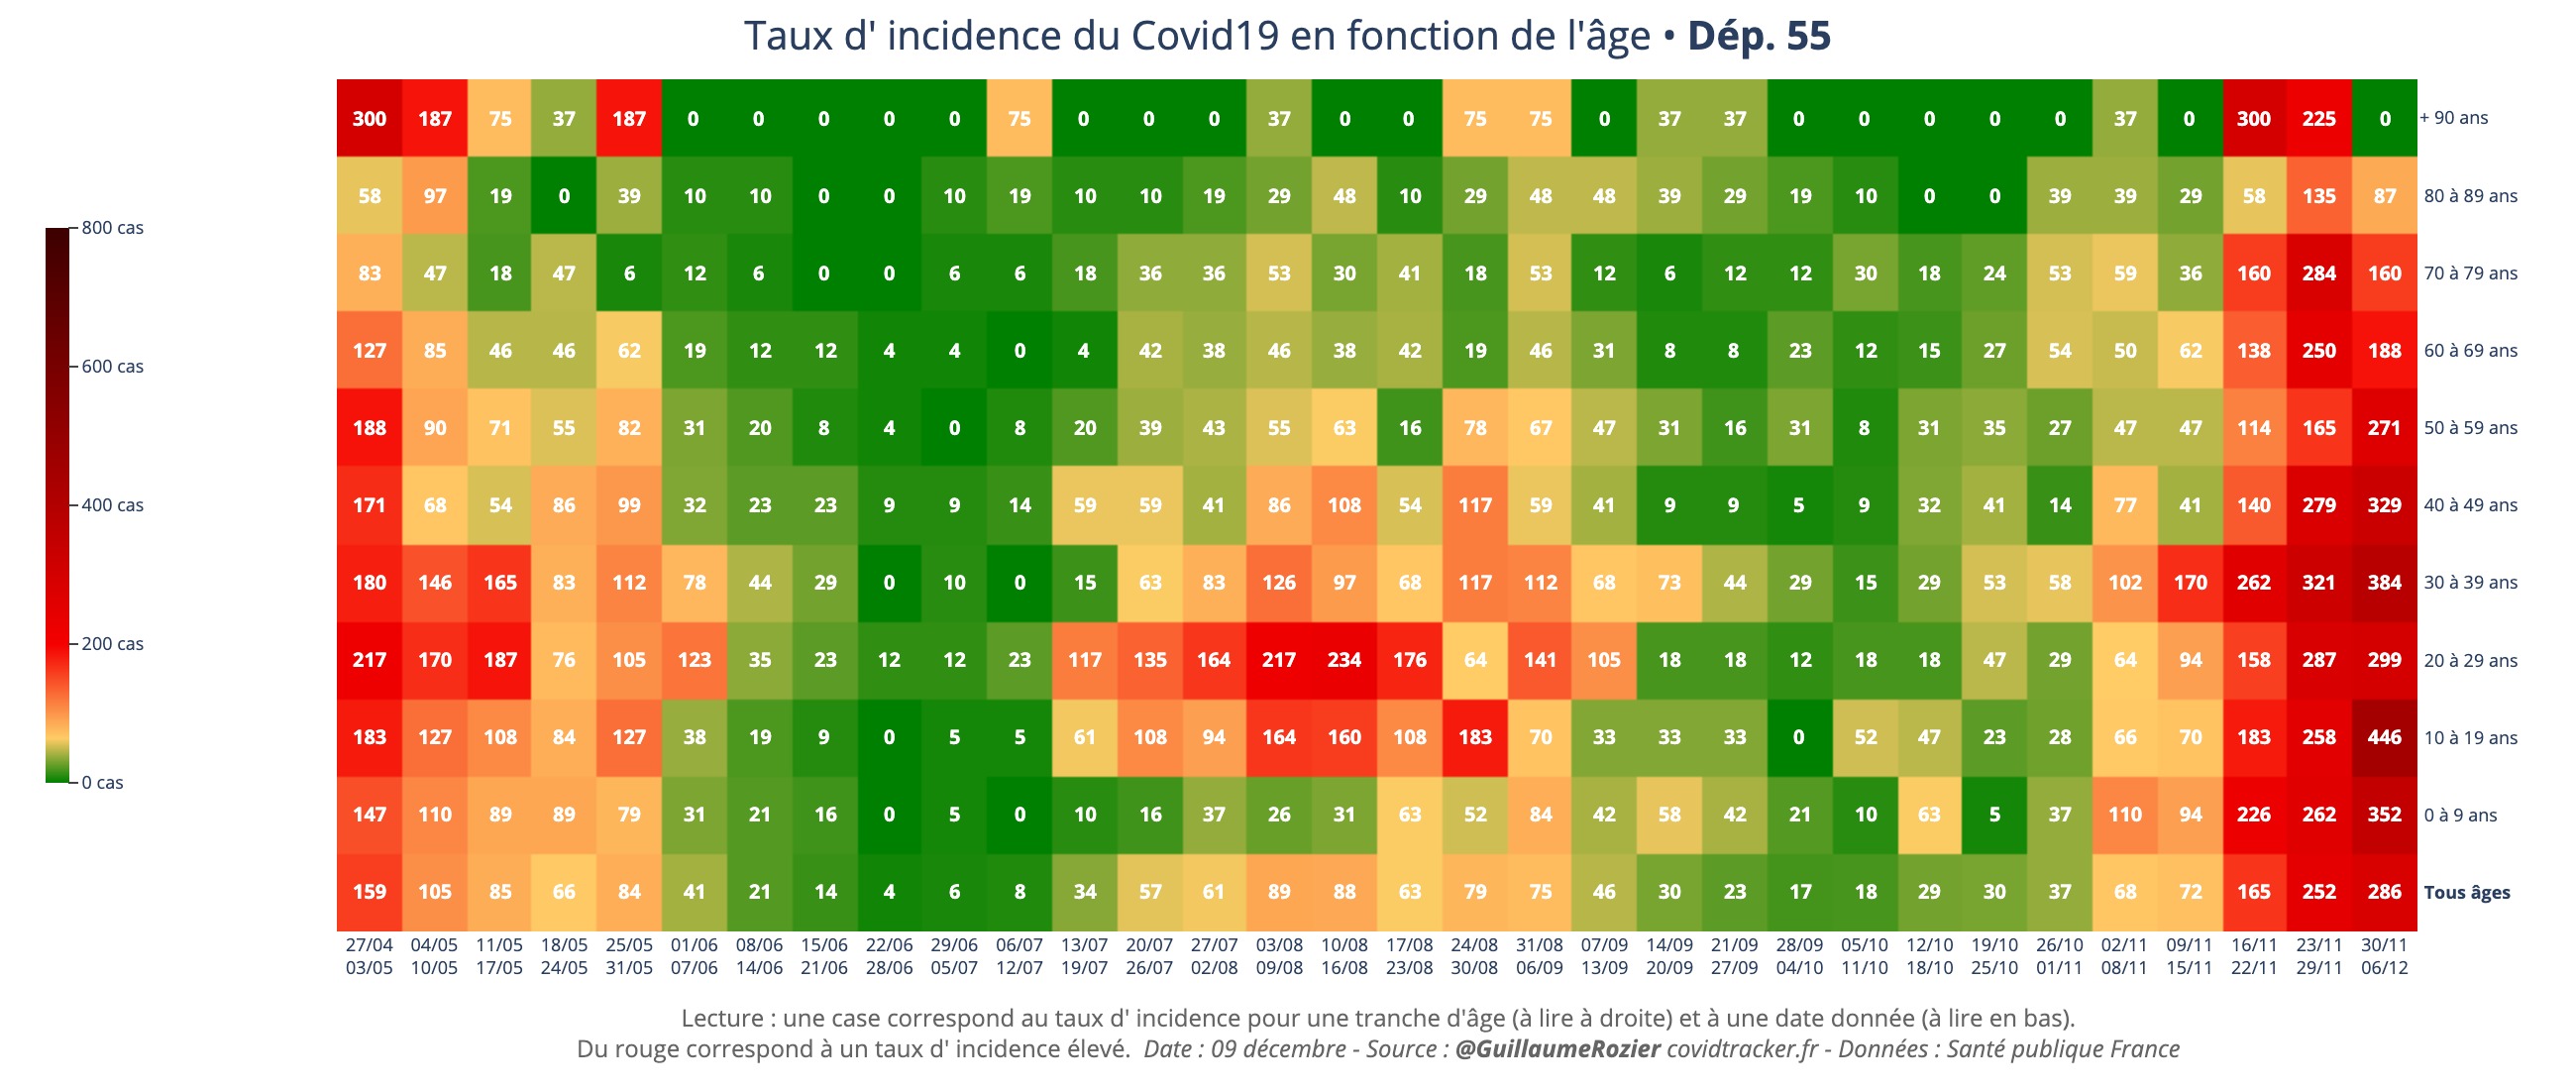 Taux d' incidence du Covid19 en fonction de l'âge • Dép. 55
800 cas
600 cas
400 cas
200 cas
0 cas
300 187 75 37 187 0 0 0 0 0 75 0 0 0 37 0 0 75 75 0 37 37 0 0 0 0 0 37 0 300 225 0 + 90 ans
58 97 19 0 39 10 10 0 0 10 19 10 10 19 29 48 10 29 48 48 39 29 19 10 0 0 39 39 29 58 135 87 80 à 89 ans
83 47 18 47 6 12 6 0 0 6 6 18 36 36 53 30 41 18 53 12 6 12 12 30 18 24 53 59 36 160 284 160 70 à 79 ans
127 85 46 46 62 19 12 12 4 4 0 4 42 38 46 38 42 19 46 31 8 8 23 12 15 27 54 50 62 138 250 188 60 à 69 ans
188 90 71 55 82 31 20 8 4 0 8 20 39 43 55 63 16 78 67 47 31 16 31 8 31 35 27 47 47 114 165 271 50 à 59 ans
171 68 54 86 99 32 23 23 9 9 14 59 59 41 86 108 54 117 59 41 9 9 5 9 32 41 14 77 41 140 279 329 40 à 49 ans
180 146 165 83 112 78 44 29 0 10 0 15 63 83 126 97 68 117 112 68 73 44 29 15 29 53 58 102 170 262 321 384 30 à 39 ans
217 170 187 76 105 123 35 23 12 12 23 117 135 164 217 234 176 64 141 105 18 18 12 18 18 47 29 64 94 158 287 299 20 à 29 ans
183 127 108 84 127 38 19 9 0 5 5 61 108 94 164 160 108 183 70 33 33 33 0 52 47 23 28 66 70 183 258 446 10 à 19 ans
147 110 89 89 79 31 21 16 0 5 0 10 16 37 26 31 63 52 84 42 58 42 21 10 63 5 37 110 94 226 262 352 0 à 9 ans
159 105 85 66 84 41 21 14 4 6 8 34 57 61 89 88 63 79 75 46 30 23 17 18 29 30 37 68 72 165 252 286 Tous âges
27/04 04/05 11/05 18/05 25/05 01/06 08/06 15/06 22/06 29/06 06/07 13/07 20/07 27/07 03/08 10/08 17/08 24/08 31/08 07/09 14/09 21/09 28/09 05/10 12/10 19/10 26/10 02/11 09/11 16/11 23/11 30/11
03/05 10/05 17/05 24/05 31/05 07/06 14/06 21/06 28/06 05/07 12/07 19/07 26/07 02/08 09/08 16/08 23/08 30/08 06/09 13/09 20/09 27/09 04/10 11/10 18/10 25/10 01/11 08/11 15/11 22/11 29/11 06/12
Lecture : une case correspond au taux d' incidence pour une tranche d'âge (à lire à droite) et à une date donnée (à lire en bas).
Du rouge correspond à un taux d' incidence élevé. Date : 09 décembre - Source : @GuillaumeRozier covidtracker.fr - Données : Santé publique France